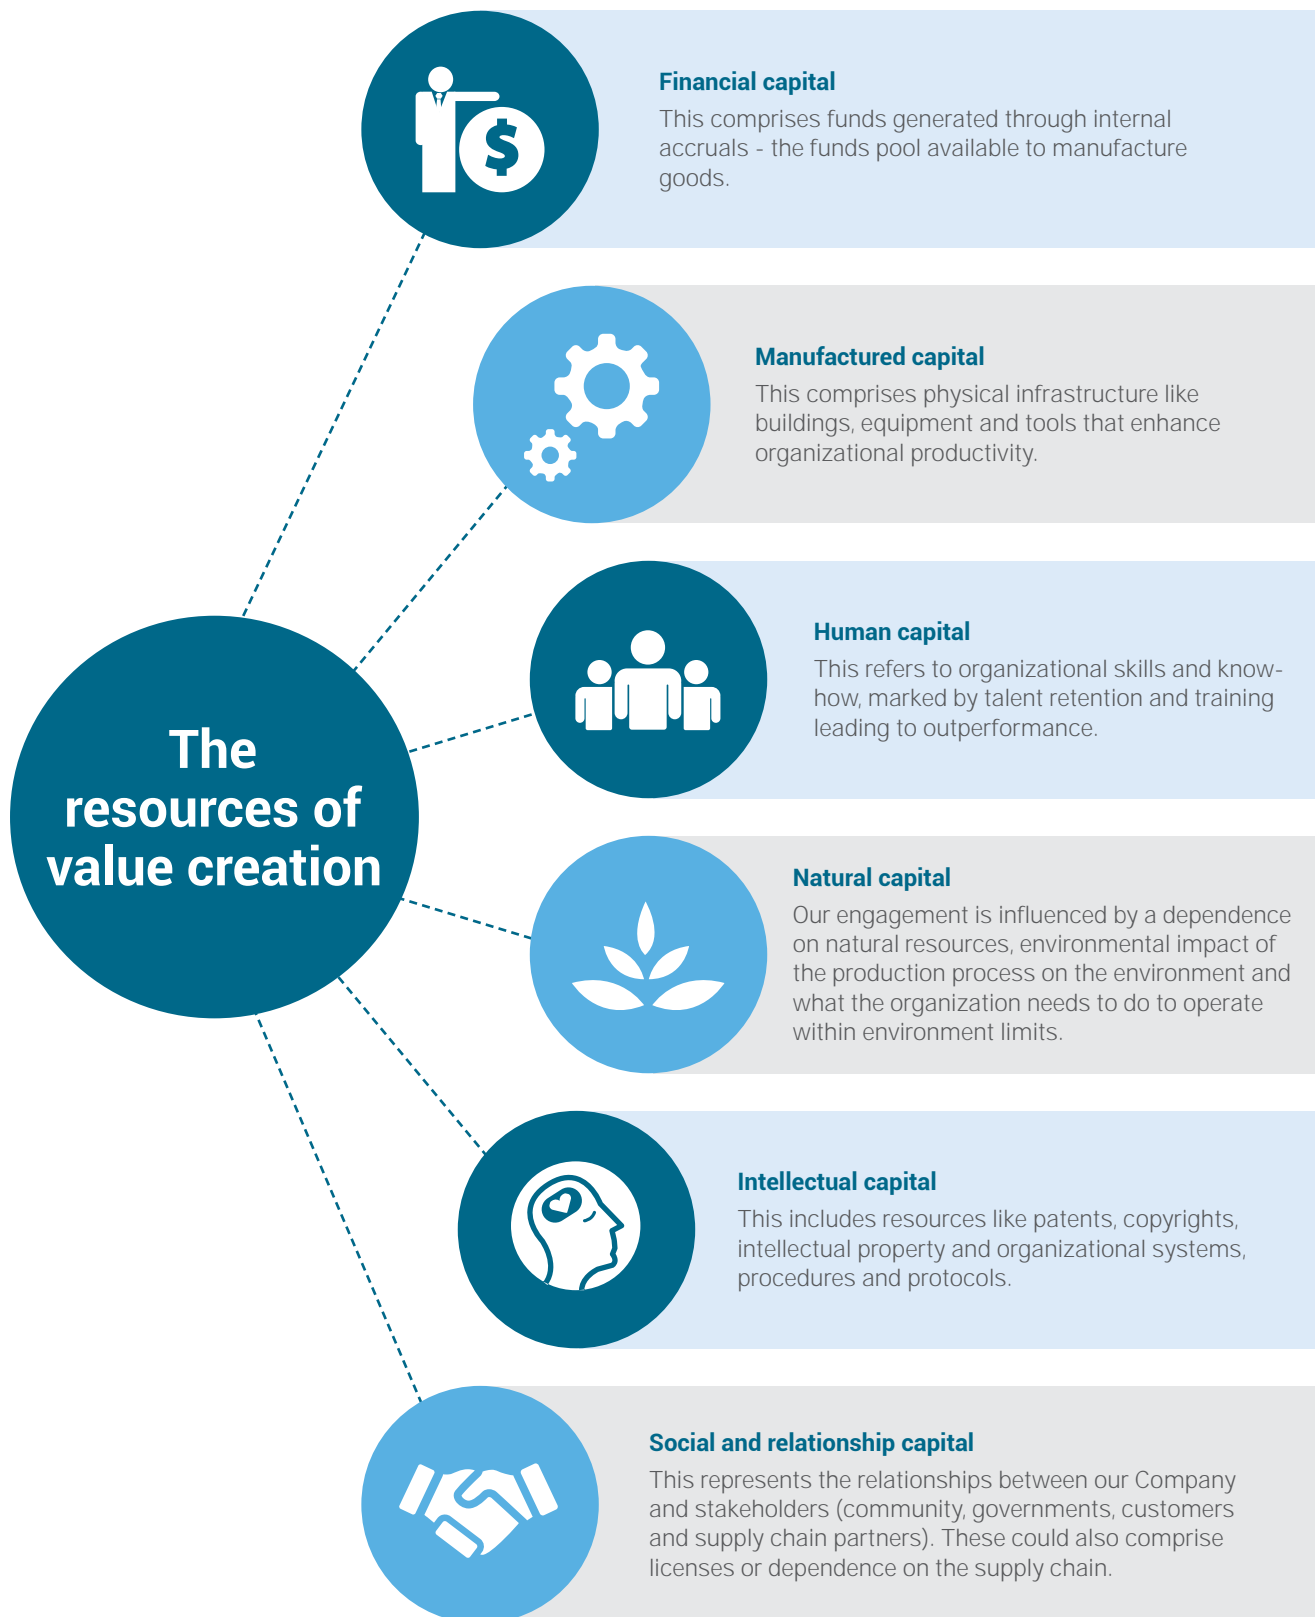 Financial capital
This comprises funds generated through internal
accruals - the funds pool available to manufacture
goods.
Manufactured capital
This comprises physical infrastructure like
buildings, equipment and tools that enhance
organizational productivity.
Human capital
This refers to organizational skills and know-
how, marked by talent retention and training
leading to outperformance.
The
resources of
value creation
Natural capital
Our engagement is influenced by a dependence
on natural resources, environmental impact of
the production process on the environment and
what the organization needs to do to operate
within environment limits.
Intellectual capital
This includes resources like patents, copyrights,
intellectual property and organizational systems,
procedures and protocols.
Social and relationship capital
This represents the relationships between our Company
and stakeholders (community, governments, customers
and supply chain partners). These could also comprise
licenses or dependence on the supply chain.